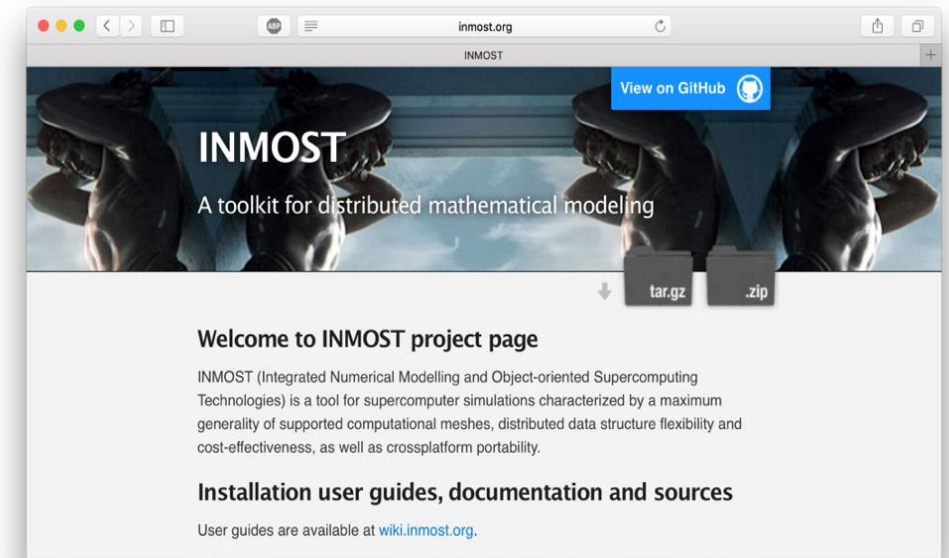 ABP
inmost.org
INMOST
View on GitHub
INMOST
A toolkit for distributed mathematical modeling
tar.gz
.zip
Welcome to INMOST project page
INMOST (Integrated Numerical Modelling and Object-oriented Supercomputing
Technologies) is a tool for supercomputer simulations characterized by a maximum
generality of supported computational meshes, distributed data structure flexibility and
cost-effectiveness, as well as crossplatform portability.
Installation user guides, documentation and sources
User guides are available at wiki.inmost.org.